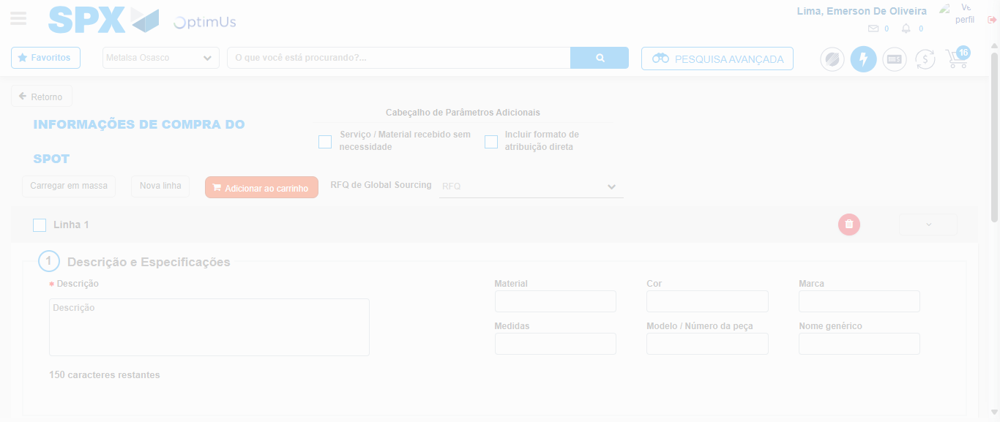 SPX
OptimUs
Lima, Emerson De Oliveira
Ve
perfil
0
0
Favoritos
Metalsa Osasco
O que você está procurando?...
PESQUISA AVANÇADA
16
Retorno
INFORMAÇÕES DE COMPRA DO
SPOT
Cabeçalho de Parâmetros Adicionais
Serviço / Material recebido sem
necessidade
Incluir formato de
atribuição direta
Carregar em massa
Nova linha
Adicionar ao carrinho
RFQ de Global Sourcing
RFQ
Linha 1
1
Descrição e Especificações
* Descrição
Descrição
150 caracteres restantes
Material
Cor
Marca
Medidas
Modelo / Número da peça
Nome genérico